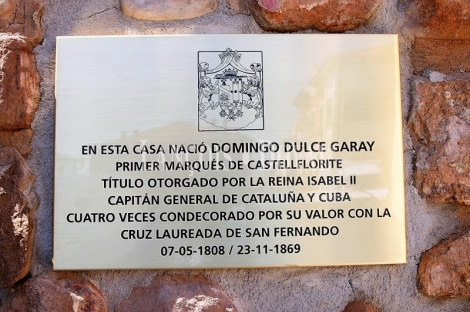 EN ESTA CASA NACIÓ DOMINGO DULCE GARAY
PRIMER MARQUÉS DE CASTELLFLORITE
TÍTULO OTORGADO POR LA REINA ISABEL II
CAPITÁN GENERAL DE CATALUÑA Y CUBA
CUATRO VECES CONDECORADO POR SU VALOR CON LA
CRUZ LAUREADA DE SAN FERNANDO
07-05-1808 / 23-11-1869